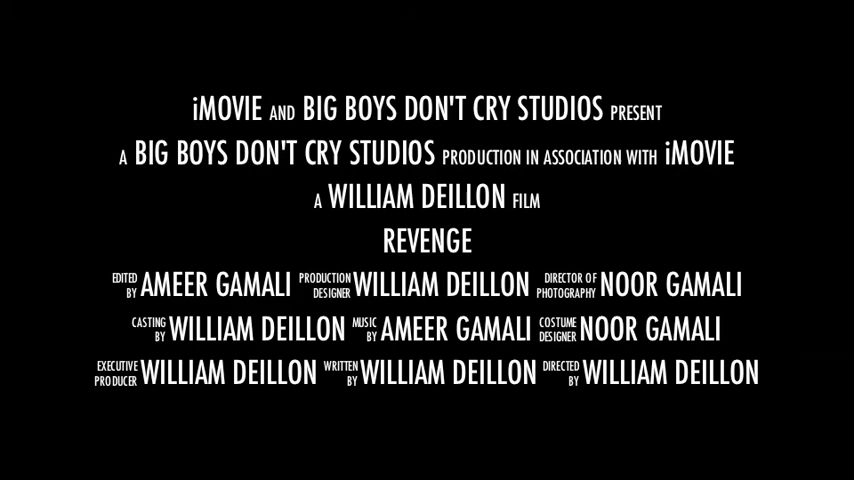 iMOVIE AND BIG BOYS DON'T CRY STUDIOS PRESENT
A BIG BOYS DON'T CRY STUDIOS PRODUCTION IN ASSOCIATION WITH iMOVIE
A WILLIAM DEILLON FILM
REVENGE
EDITED BY AMEER GAMALI PRODUCTION DESIGNER WILLIAM DEILLON DIRECTOR OF PHOTOGRAPHY NOOR GAMALI
CASTING BY WILLIAM DEILLON MUSIC BY AMEER GAMALI COSTUME DESIGNER NOOR GAMALI
EXECUTIVE PRODUCER WILLIAM DEILLON WRITTEN BY WILLIAM DEILLON DIRECTED BY WILLIAM DEILLON